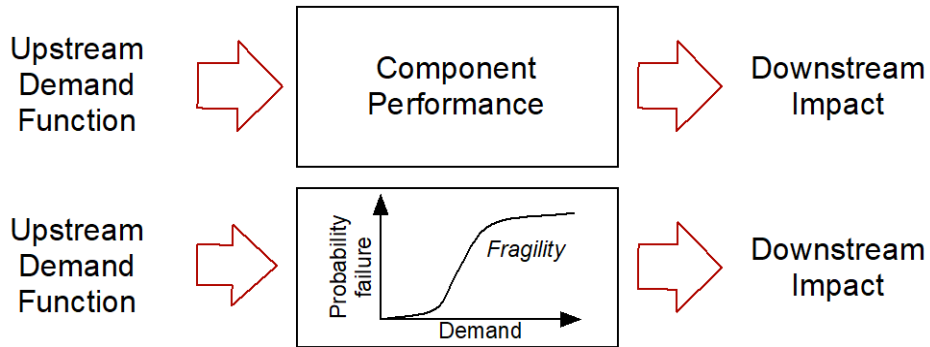 Upstream
Demand
Function
Component
Performance
Downstream
Impact
Upstream
Demand
Function
Probability
failure
Fragility
Demand
Downstream
Impact